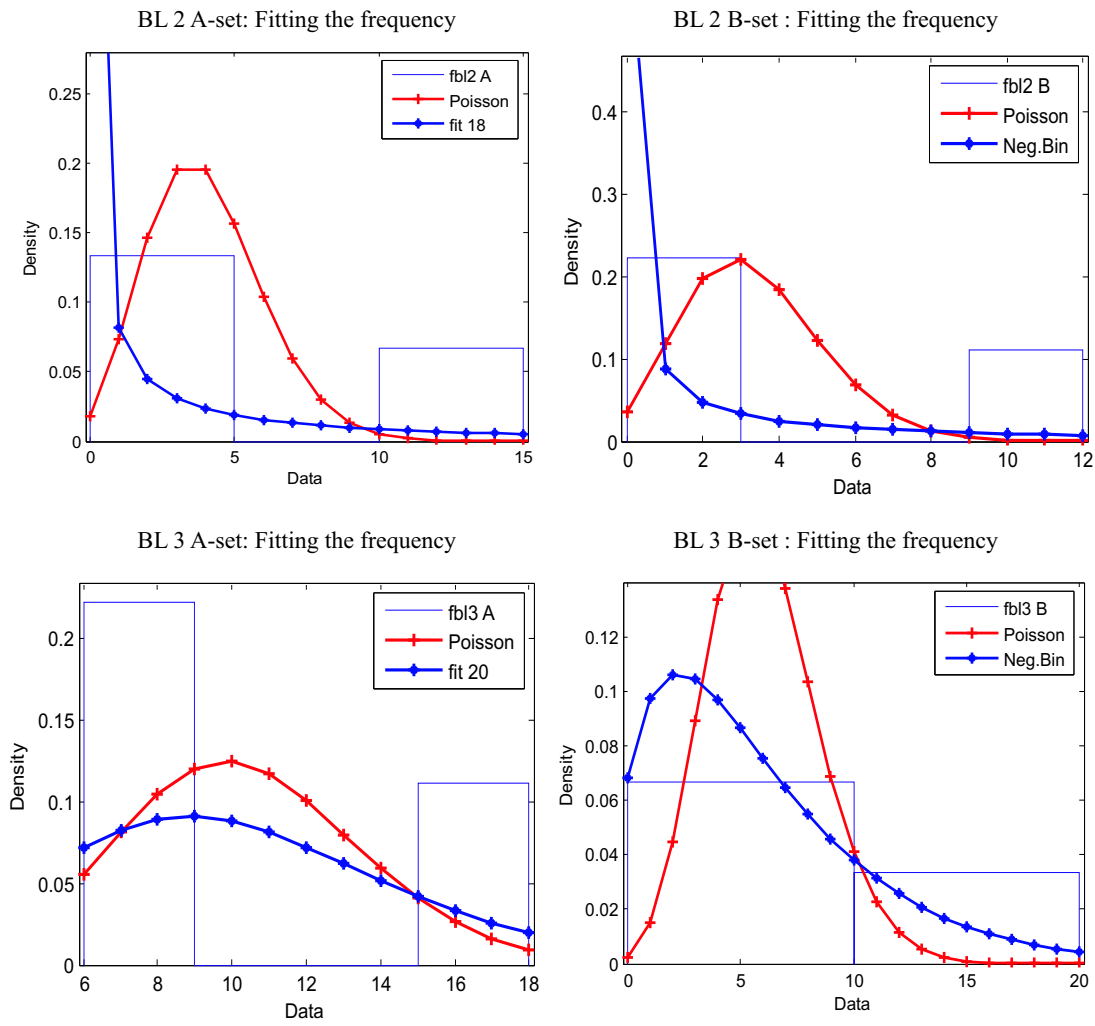 BL 2 A-set: Fitting the frequency
0.25
0.2
0.15
0.1
0.05
0
Density
0 5 10 15
Data
fbl2 A
Poisson
fit 18
BL 2 B-set : Fitting the frequency
0.4
0.3
0.2
0.1
0
Density
0 2 4 6 8 10 12
Data
fbl2 B
Poisson
Neg.Bin
BL 3 A-set: Fitting the frequency
0.2
0.15
0.1
0.05
0
Density
6 8 10 12 14 16 18
Data
fbl3 A
Poisson
fit 20
BL 3 B-set : Fitting the frequency
0.12
0.1
0.08
0.06
0.04
0.02
0
Density
0 5 10 15 20
Data
fbl3 B
Poisson
Neg.Bin